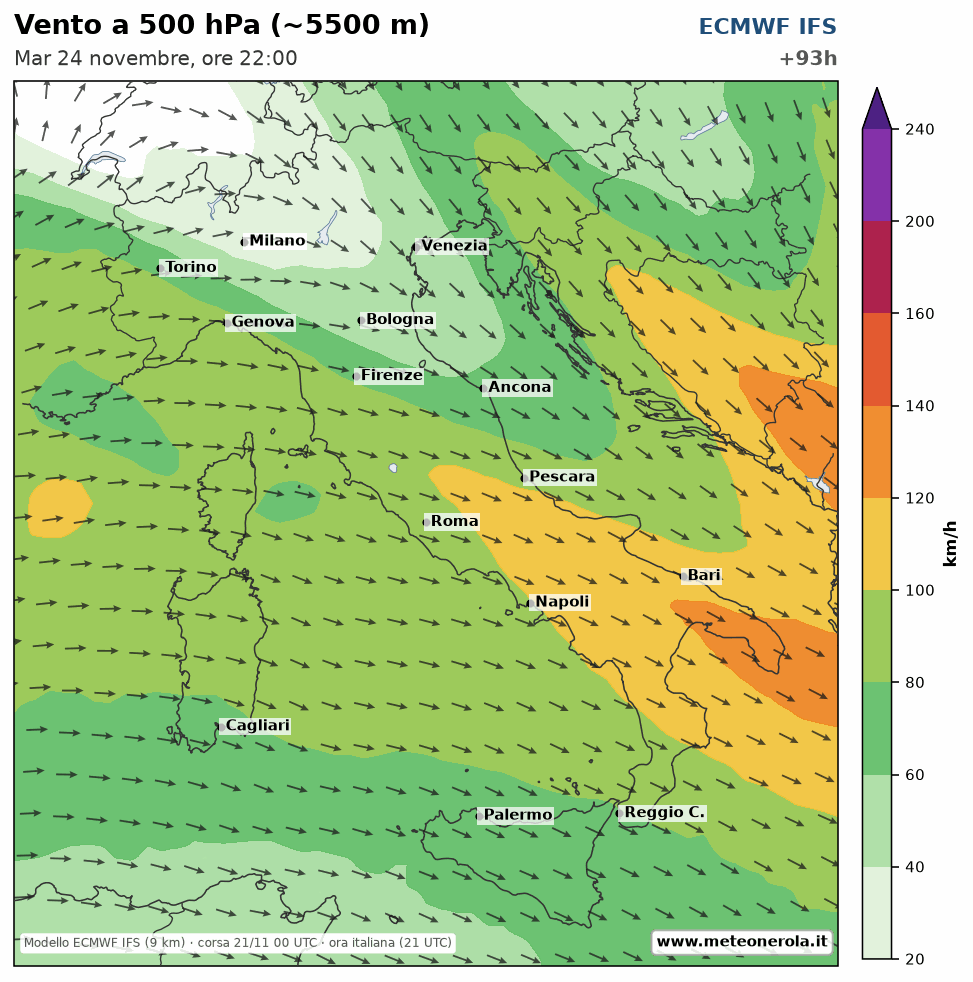 Vento a 500 hPa (~5500 m)
ECMWF IFS
Mar 24 novembre, ore 22:00
+93h
Milano
Venezia
Torino
Genova
Bologna
Firenze
Ancona
Pescara
Roma
Bari
Napoli
Cagliari
Palermo
Reggio C.
240
200
160
140
120
100
80
60
40
20
km/h
Modello ECMWF IFS (9 km) · corsa 21/11 00 UTC · ora italiana (21 UTC)
www.meteonerola.it